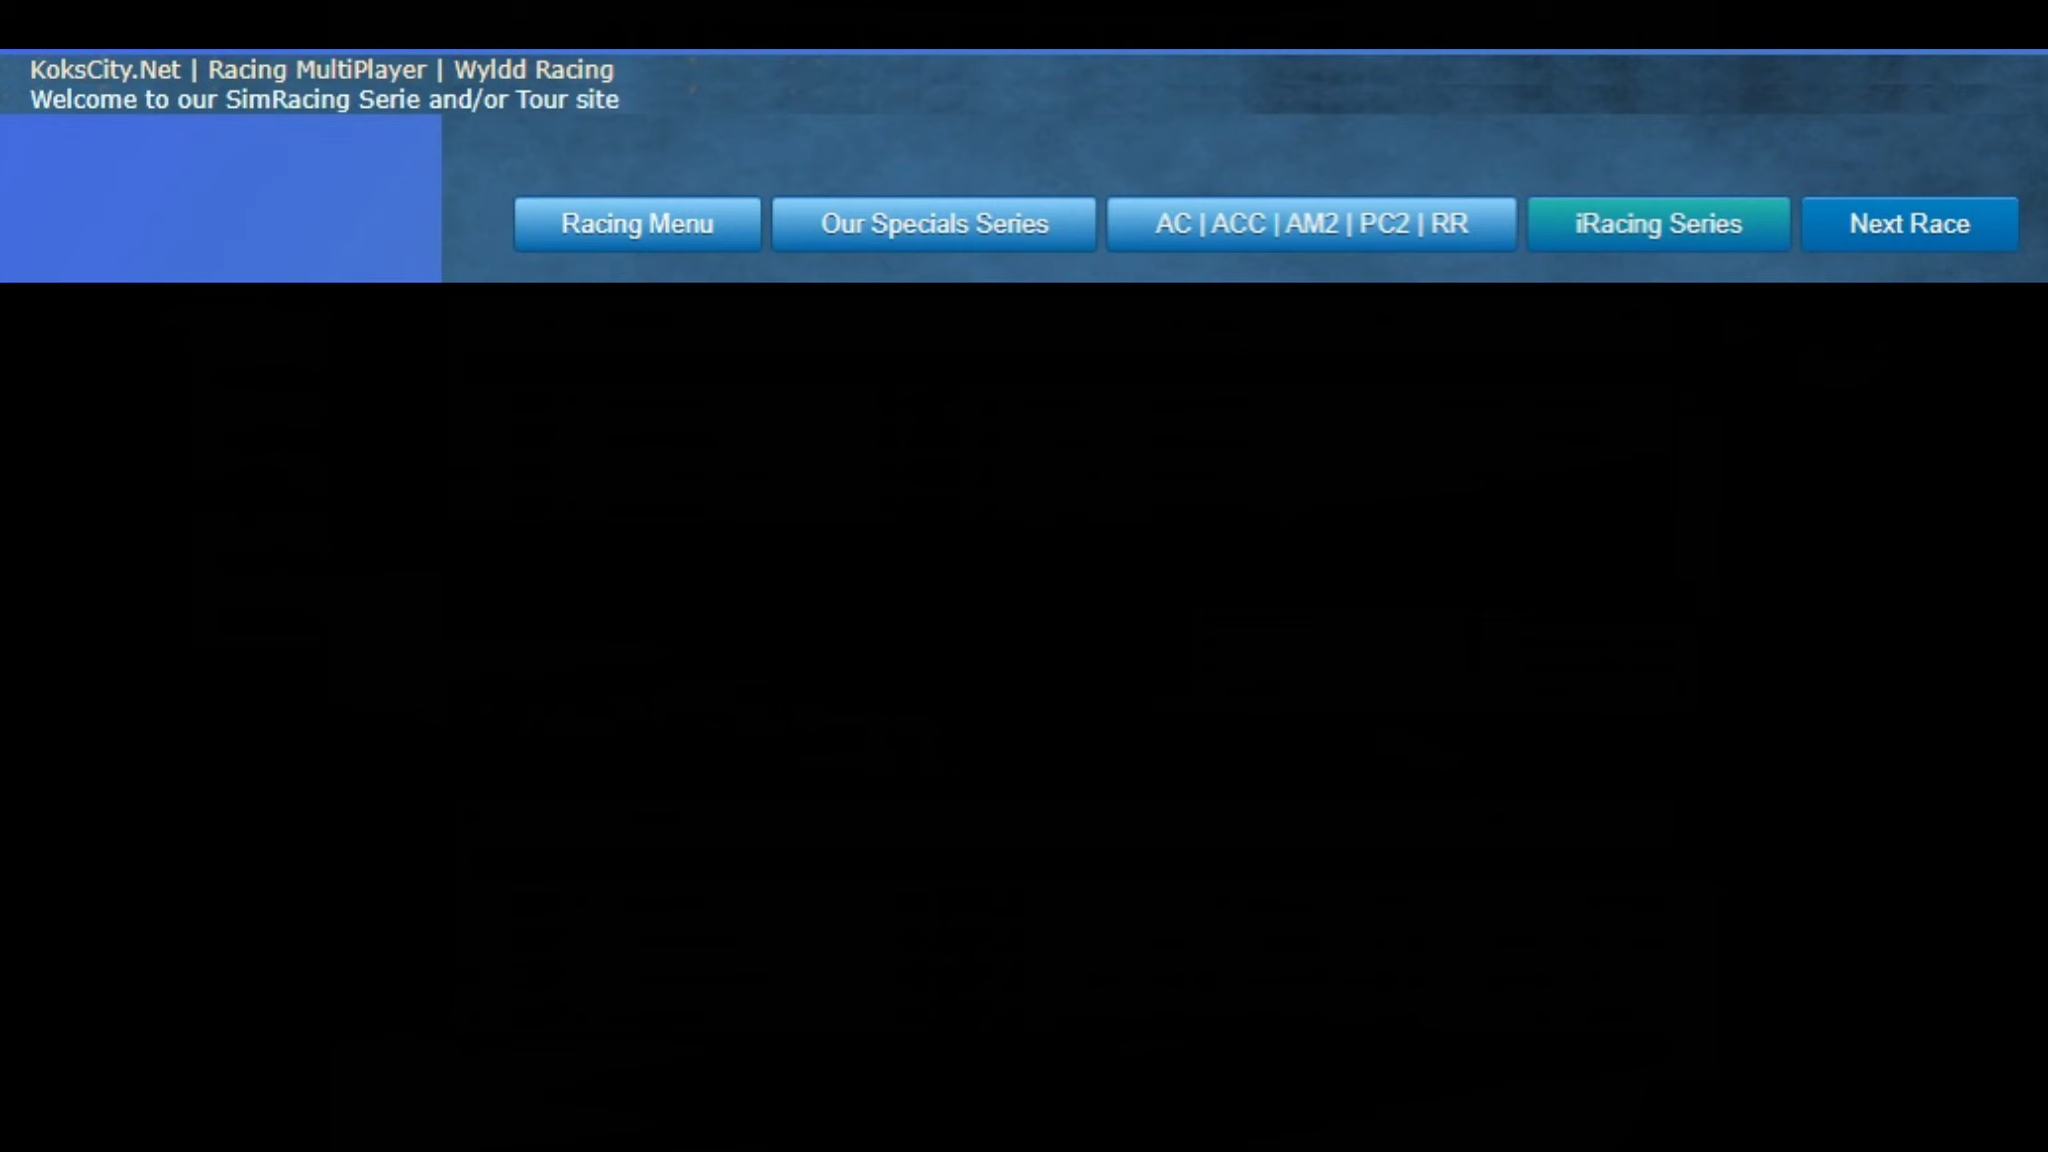 KoksCity.Net | Racing MultiPlayer | Wyldd Racing
Welcome to our SimRacing Serie and/or Tour site
Racing Menu
Our Specials Series
AC | ACC | AM2 | PC2 | RR
iRacing Series
Next Race